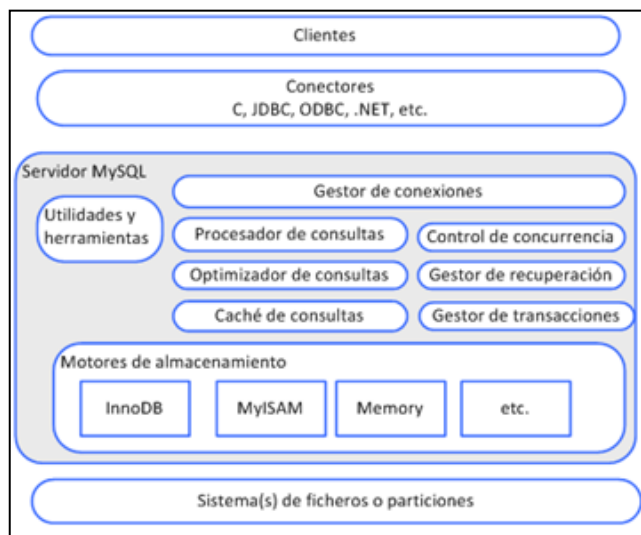 Clientes
Conectores
C, JDBC, ODBC, .NET, etc.
Servidor MySQL
Gestor de conexiones
Utilidades y
herramientas
Procesador de consultas
Control de concurrencia
Optimizador de consultas
Gestor de recuperación
Caché de consultas
Gestor de transacciones
Motores de almacenamiento
InnoDB
MyISAM
Memory
etc.
Sistema(s) de ficheros o particiones